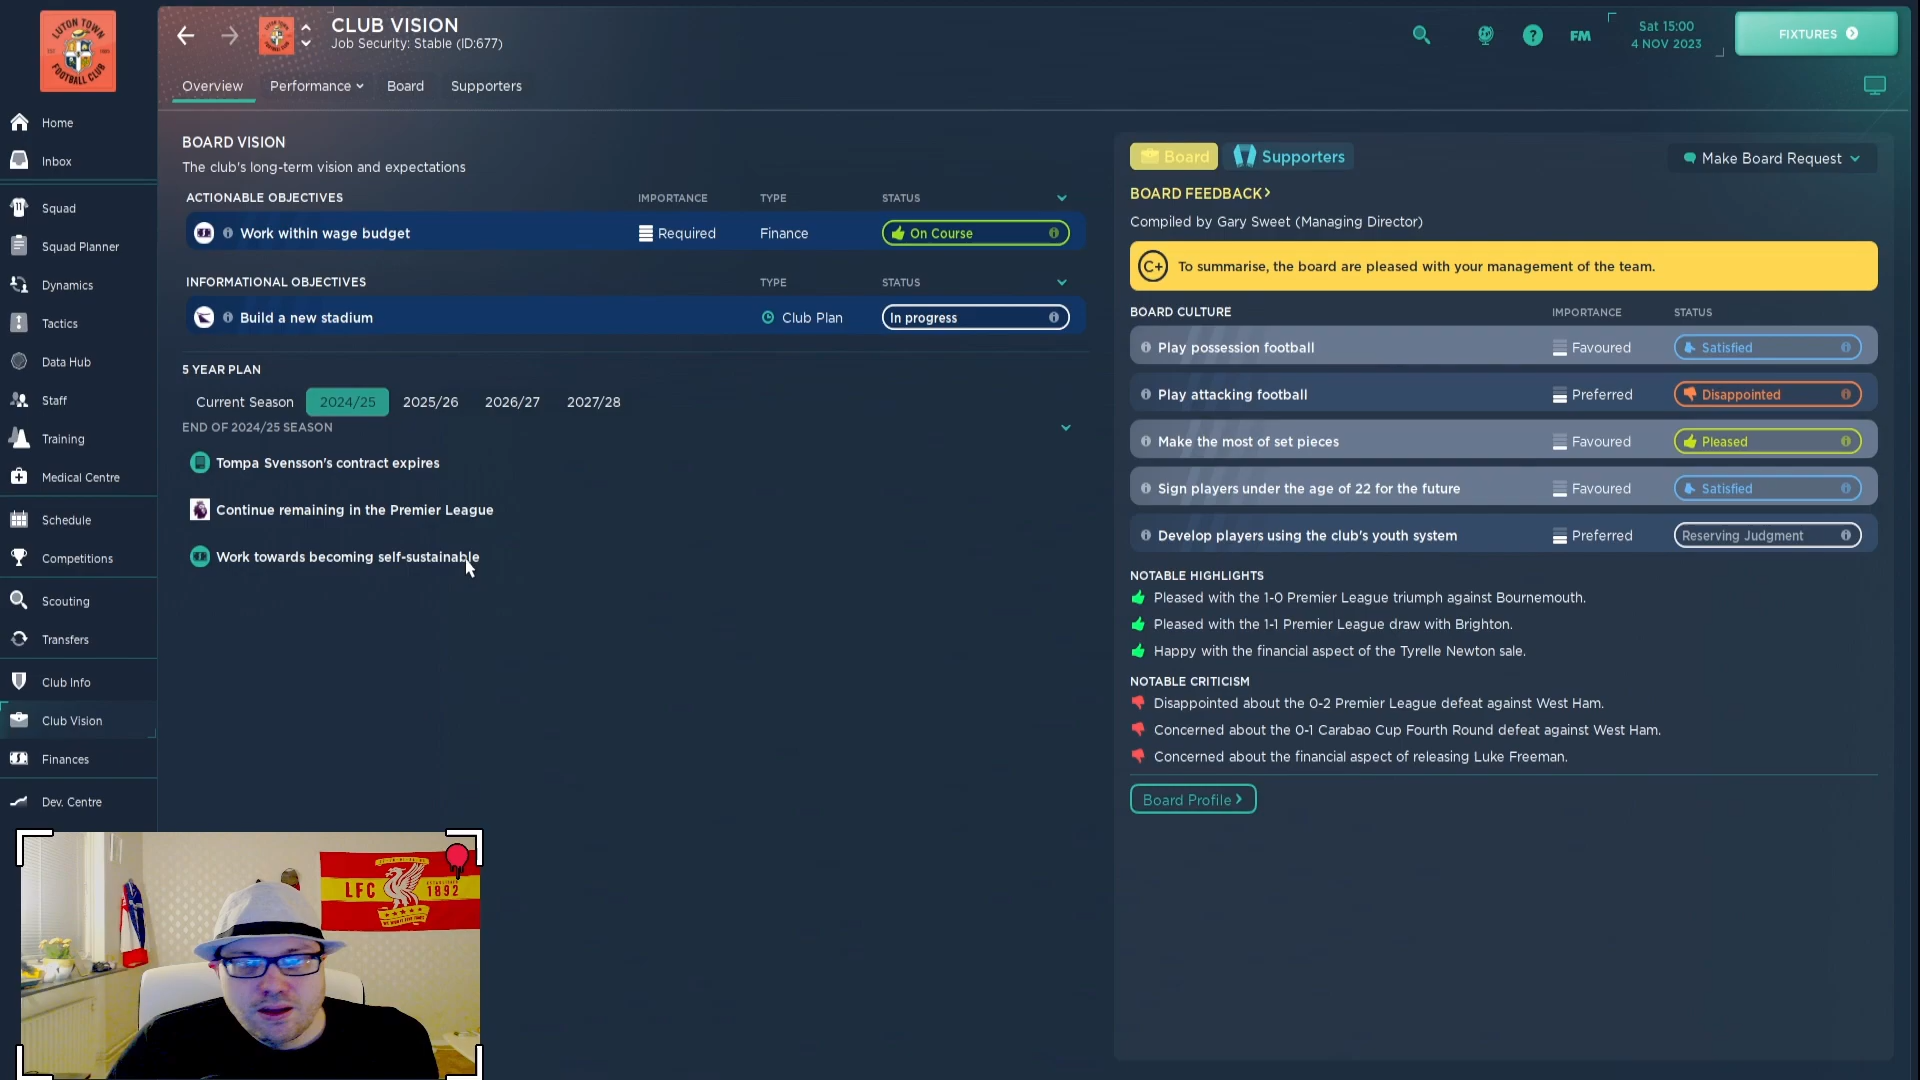 LUTON TOWN
EST 1885
FOOTBALL CLUB
CLUB VISION
Job Security: Stable (ID:677)
FM
Sat 15:00
4 NOV 2023
FIXTURES
Overview
Performance
Board
Supporters
Home
Inbox
Squad
Squad Planner
Dynamics
Tactics
Data Hub
Staff
Training
Medical Centre
Schedule
Competitions
Scouting
Transfers
Club Info
Club Vision
Finances
Dev. Centre
BOARD VISION
The club's long-term vision and expectations
ACTIONABLE OBJECTIVES IMPORTANCE TYPE STATUS
Work within wage budget Required Finance On Course
INFORMATIONAL OBJECTIVES TYPE STATUS
Build a new stadium Club Plan In progress
5 YEAR PLAN
Current Season 2024/25 2025/26 2026/27 2027/28
END OF 2024/25 SEASON
Tompa Svensson's contract expires
Continue remaining in the Premier League
Work towards becoming self-sustainable
Board Supporters Make Board Request
BOARD FEEDBACK
Compiled by Gary Sweet (Managing Director)
C+ To summarise, the board are pleased with your management of the team.
BOARD CULTURE IMPORTANCE STATUS
Play possession football Favoured Satisfied
Play attacking football Preferred Disappointed
Make the most of set pieces Favoured Pleased
Sign players under the age of 22 for the future Favoured Satisfied
Develop players using the club's youth system Preferred Reserving Judgment
NOTABLE HIGHLIGHTS
Pleased with the 1-0 Premier League triumph against Bournemouth.
Pleased with the 1-1 Premier League draw with Brighton.
Happy with the financial aspect of the Tyrelle Newton sale.
NOTABLE CRITICISM
Disappointed about the 0-2 Premier League defeat against West Ham.
Concerned about the 0-1 Carabao Cup Fourth Round defeat against West Ham.
Concerned about the financial aspect of releasing Luke Freeman.
Board Profile
LFC
1892